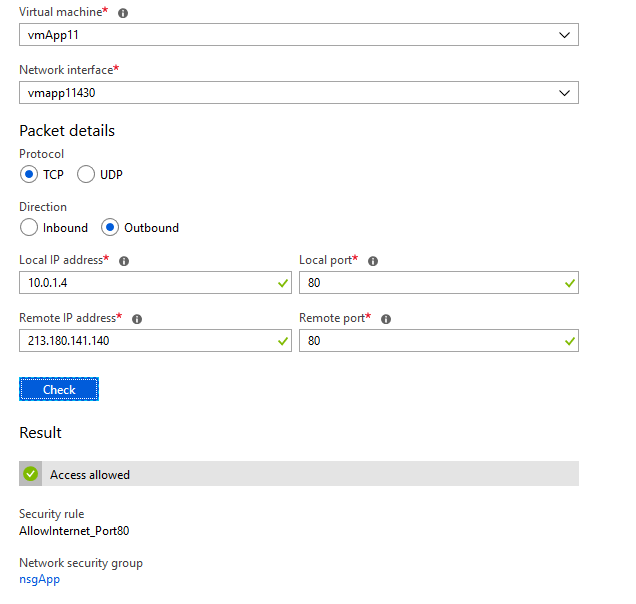 Virtual machine*
vmApp11
Network interface*
vmapp11430
Packet details
Protocol
TCP UDP
Direction
Inbound Outbound
Local IP address* Local port*
10.0.1.4 80
Remote IP address* Remote port*
213.180.141.140 80
Check
Result
Access allowed
Security rule
AllowInternet_Port80
Network security group
nsgApp